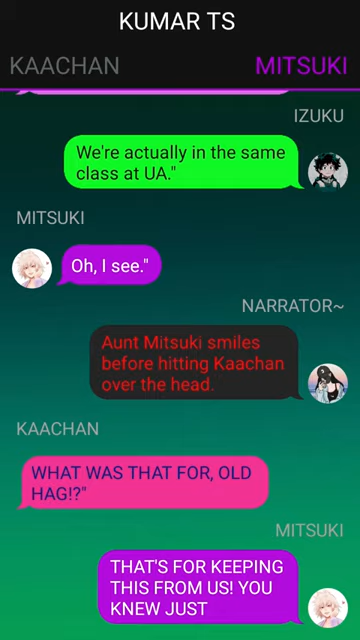 KUMAR TS
KAACHAN
MITSUKI
IZUKU
We're actually in the same
class at UA."
MITSUKI
Oh, I see."
NARRATOR~
Aunt Mitsuki smiles
before hitting Kaachan
over the head.
KAACHAN
WHAT WAS THAT FOR, OLD
HAG!?"
MITSUKI
THAT'S FOR KEEPING
THIS FROM US! YOU
KNEW JUST